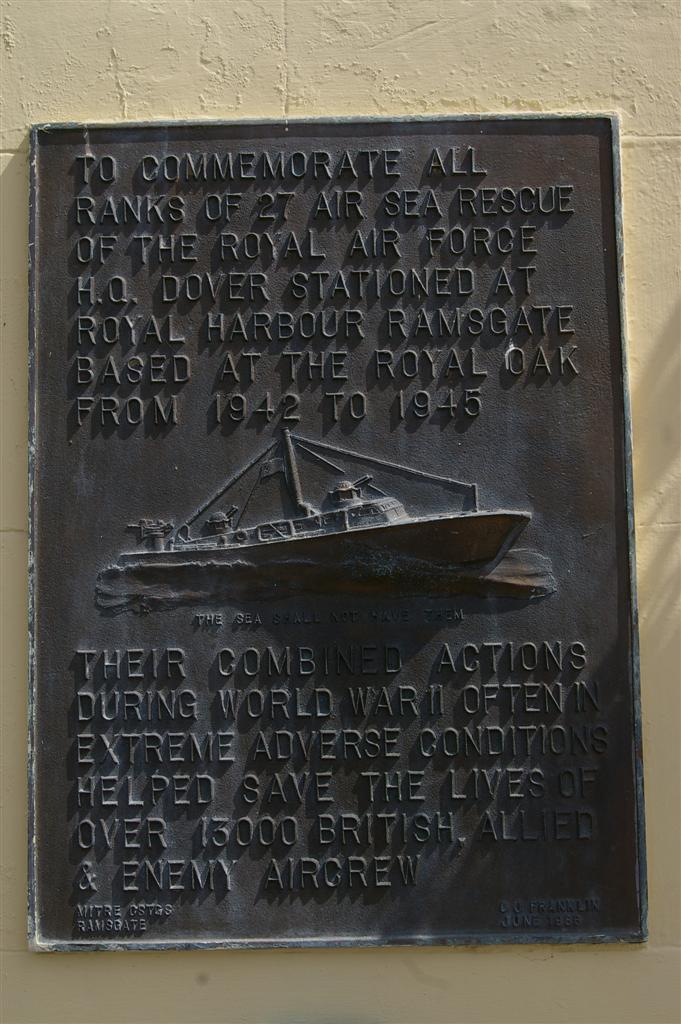 TO COMMEMORATE ALL
RANKS OF 27 AIR SEA RESCUE
OF THE ROYAL AIR FORCE
H.Q. DOVER STATIONED AT
ROYAL HARBOUR RAMSGATE
BASED AT THE ROYAL OAK
FROM 1942 TO 1945
THE SEA SHALL NOT HAVE THEM
THEIR COMBINED ACTIONS
DURING WORLD WAR II OFTEN IN
EXTREME ADVERSE CONDITIONS
HELPED SAVE THE LIVES OF
OVER 13000 BRITISH, ALLIED
& ENEMY AIRCREW
MITRE CSTGS
RAMSGATE
FRANKLIN
JUNE